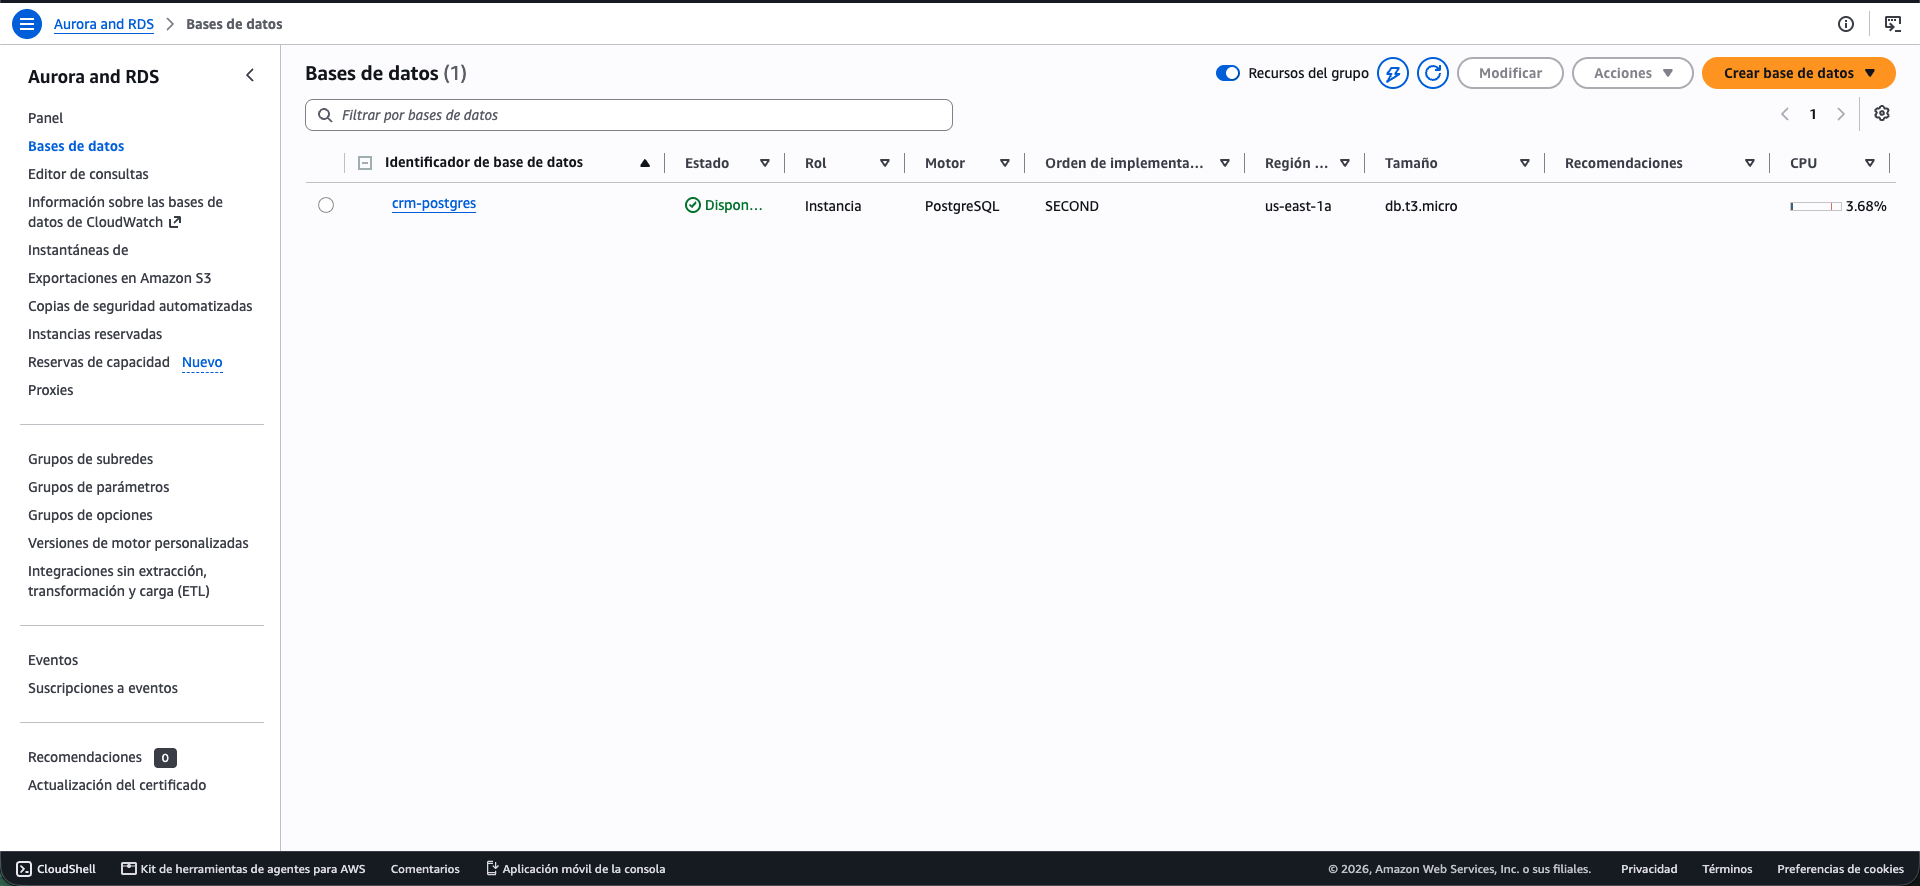 Aurora and RDS > Bases de datos
Aurora and RDS
Panel
Bases de datos
Editor de consultas
Información sobre las bases de
datos de CloudWatch
Instantáneas de
Exportaciones en Amazon S3
Copias de seguridad automatizadas
Instancias reservadas
Reservas de capacidad Nuevo
Proxies
Grupos de subredes
Grupos de parámetros
Grupos de opciones
Versiones de motor personalizadas
Integraciones sin extracción,
transformación y carga (ETL)
Eventos
Suscripciones a eventos
Recomendaciones 0
Actualización del certificado
Bases de datos (1)
Recursos del grupo Modificar Acciones Crear base de datos
Filtrar por bases de datos
1
Identificador de base de datos Estado Rol Motor Orden de implementa... Región ... Tamaño Recomendaciones CPU
crm-postgres Dispon... Instancia PostgreSQL SECOND us-east-1a db.t3.micro 3.68%
CloudShell Kit de herramientas de agentes para AWS Comentarios Aplicación móvil de la consola © 2026, Amazon Web Services, Inc. o sus filiales. Privacidad Términos Preferencias de cookies